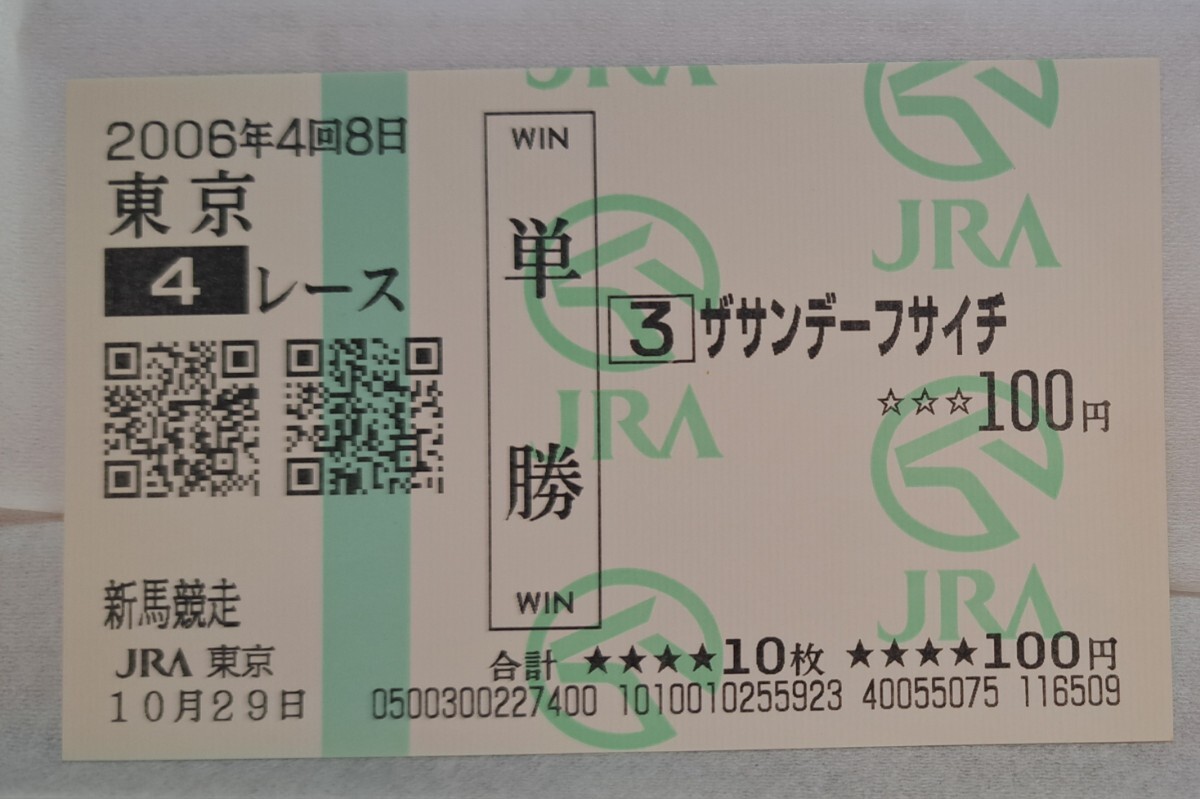 2006年4回8日
東京
4レース
新馬競走
JRA 東京
10月29日
WIN
単勝
WIN
3 ザサンデーフサイチ
☆☆☆100円
合計 ★★★★10枚 ★★★★100円
0500300227400 1010010255923 40055075 116509
JRA
JRA
JRA
JRA